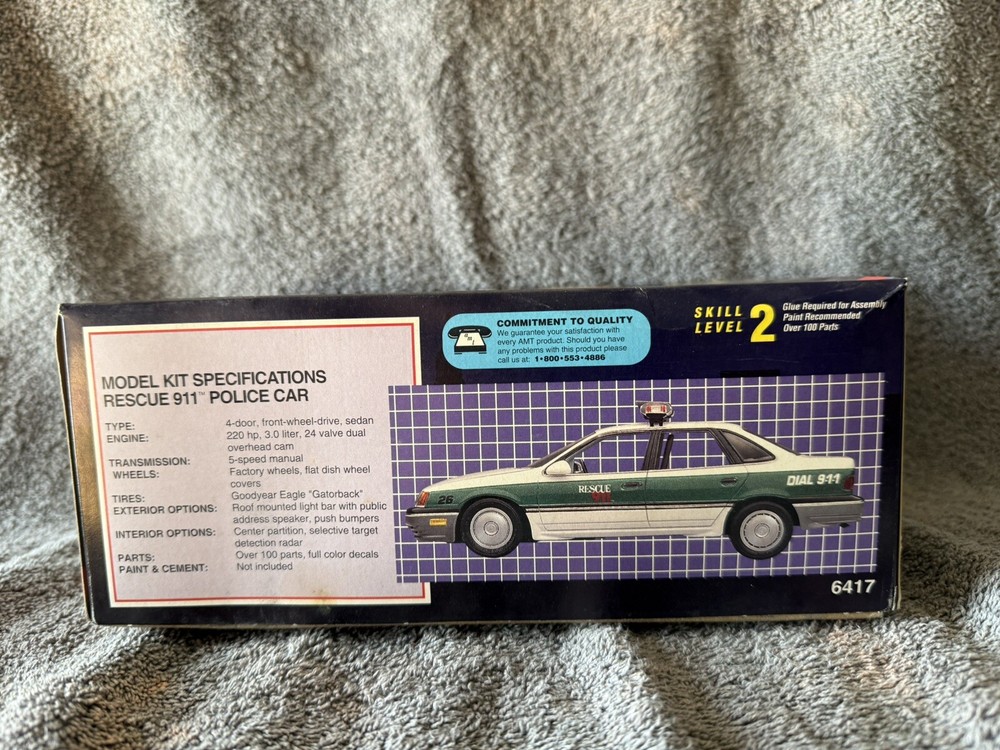 MODEL KIT SPECIFICATIONS
RESCUE 911™ POLICE CAR
TYPE: 4-door, front-wheel-drive, sedan
ENGINE: 220 hp, 3.0 liter, 24 valve dual
overhead cam
TRANSMISSION: 5-speed manual
WHEELS: Factory wheels, flat dish wheel
covers
TIRES: Goodyear Eagle "Gatorback"
EXTERIOR OPTIONS: Roof mounted light bar with public
address speaker, push bumpers
INTERIOR OPTIONS: Center partition, selective target
detection radar
PARTS: Over 100 parts, full color decals
PAINT & CEMENT: Not included
COMMITMENT TO QUALITY
We guarantee your satisfaction with
every AMT product. Should you have
any problems with this product please
call us at: 1•800•553•4886
SKILL
LEVEL 2
Glue Required for Assembly
Paint Recommended
Over 100 Parts
26
RESCUE
911
DIAL 9-1-1
6417